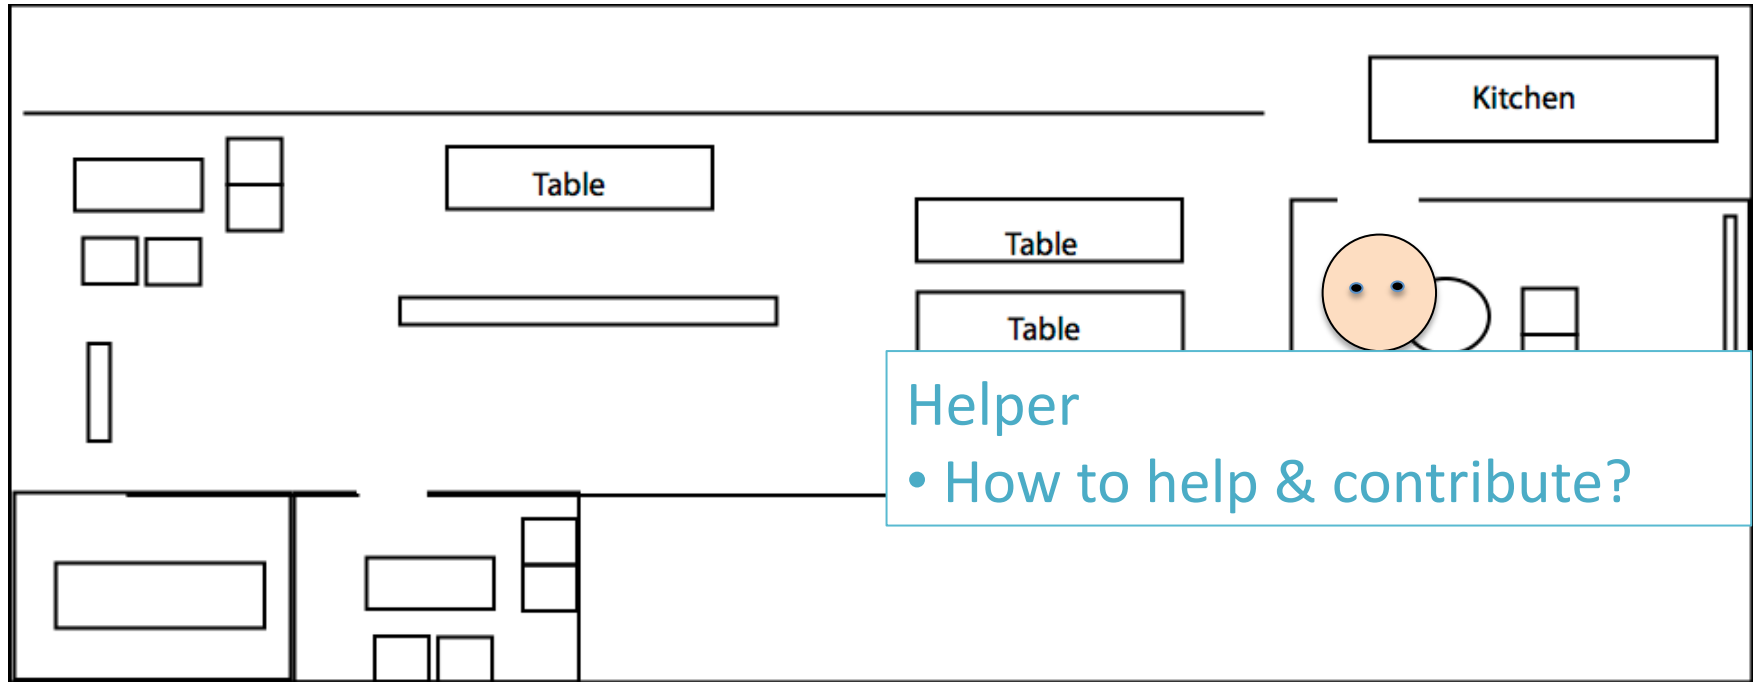 Kitchen
Table
Table
Table
Helper
• How to help & contribute?